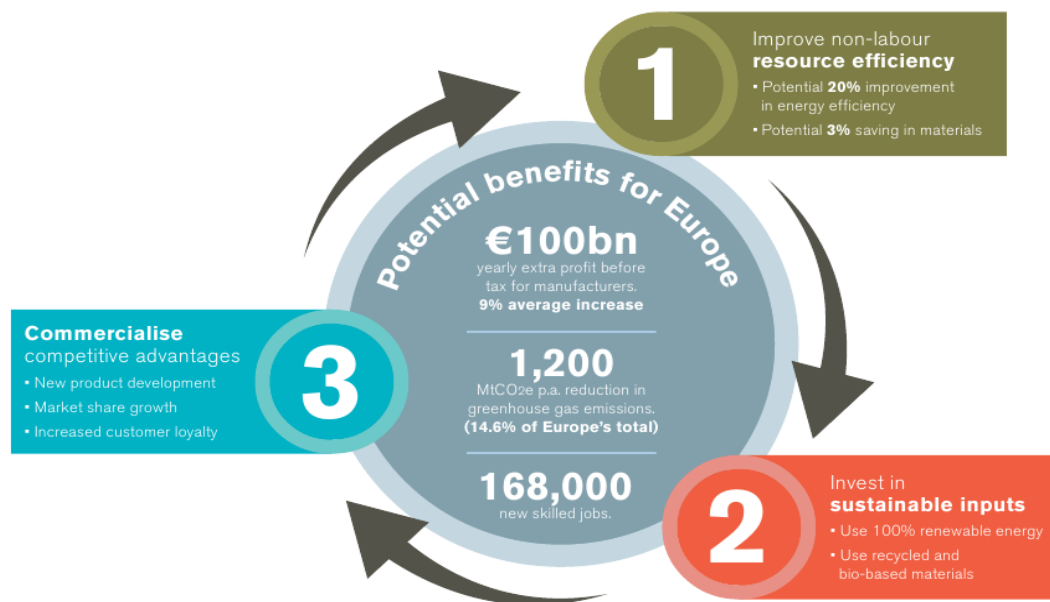 1
Improve non-labour
resource efficiency
• Potential 20% improvement
in energy efficiency
• Potential 3% saving in materials
Potential benefits for Europe
€100bn
yearly extra profit before
tax for manufacturers.
9% average increase
1,200
MtCO2e p.a. reduction in
greenhouse gas emissions.
(14.6% of Europe's total)
168,000
new skilled jobs.
2
Invest in
sustainable inputs
• Use 100% renewable energy
• Use recycled and
bio-based materials
3
Commercialise
competitive advantages
• New product development
• Market share growth
• Increased customer loyalty